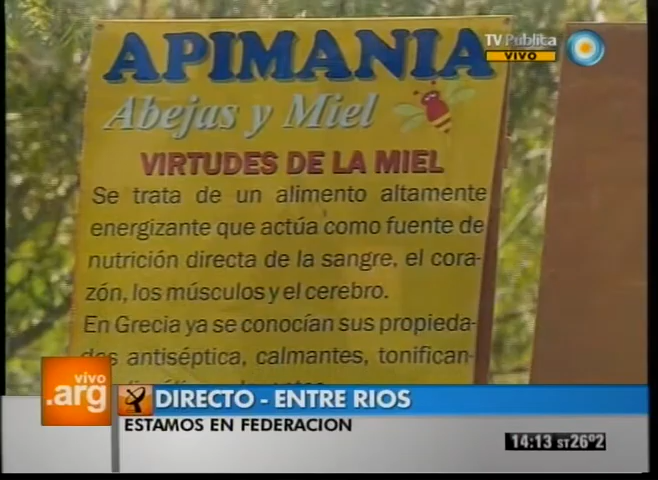 APIMANIA
Abejas y Miel
VIRTUDES DE LA MIEL
Se trata de un alimento altamente
energizante que actúa como fuente de
nutrición directa de la sangre, el cora-
zón, los músculos y el cerebro.
En Grecia ya se conocían sus propieda-
des antiséptica, calmantes, tonifican-
TV Pública
VIVO
vivo
.arg
DIRECTO - ENTRE RIOS
ESTAMOS EN FEDERACION
14:13 ST26º2